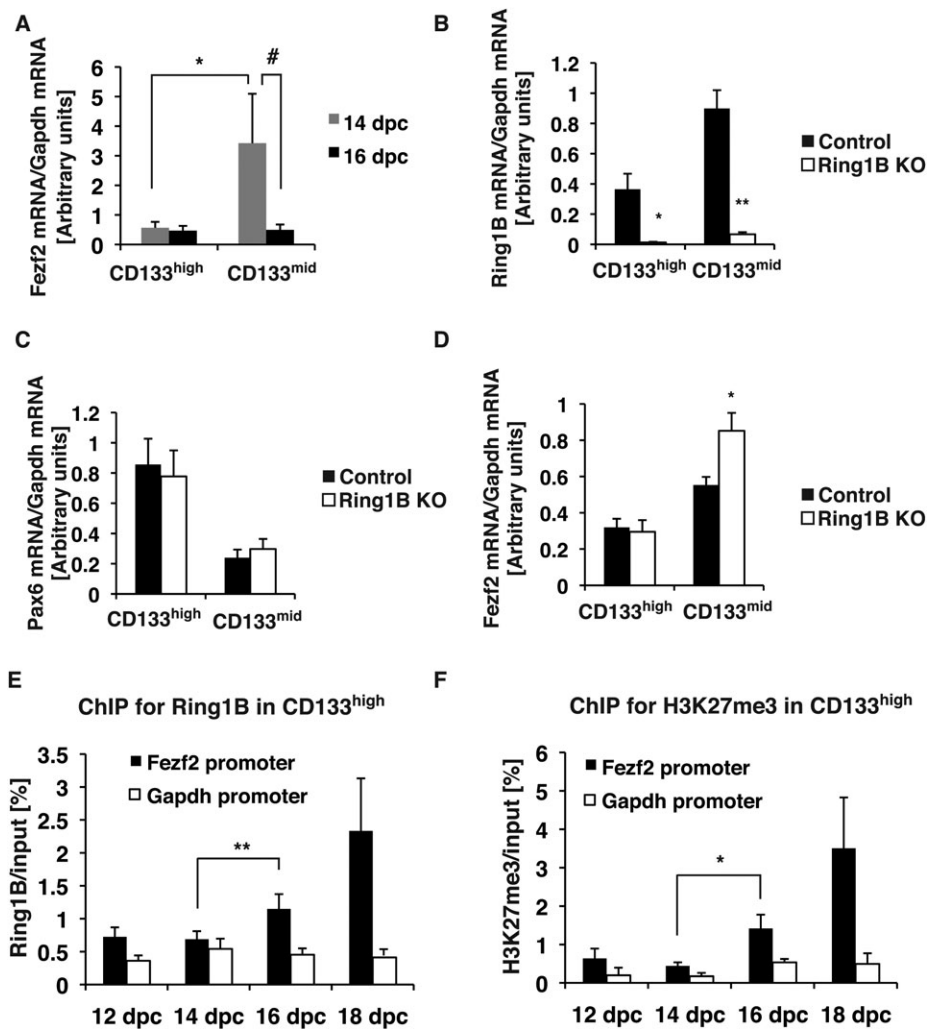 A
Fezf2 mRNA/Gapdh mRNA
[Arbitrary units]
6
5
4
3
2
1
0
*
#
14 dpc
16 dpc
CD133high
CD133mid
B
Ring1B mRNA/Gapdh mRNA
[Arbitrary units]
1.2
1
0.8
0.6
0.4
0.2
0
*
**
Control
Ring1B KO
CD133high
CD133mid
C
Pax6 mRNA/Gapdh mRNA
[Arbitrary units]
1.2
1
0.8
0.6
0.4
0.2
0
Control
Ring1B KO
CD133high
CD133mid
D
Fezf2 mRNA/Gapdh mRNA
[Arbitrary units]
1
0.8
0.6
0.4
0.2
0
*
Control
Ring1B KO
CD133high
CD133mid
E
ChIP for Ring1B in CD133high
Ring1B/input [%]
3.5
3
2.5
2
1.5
1
0.5
0
Fezf2 promoter
Gapdh promoter
**
12 dpc 14 dpc 16 dpc 18 dpc
F
ChIP for H3K27me3 in CD133high
H3K27me3/input [%]
6
5
4
3
2
1
0
Fezf2 promoter
Gapdh promoter
*
12 dpc 14 dpc 16 dpc 18 dpc